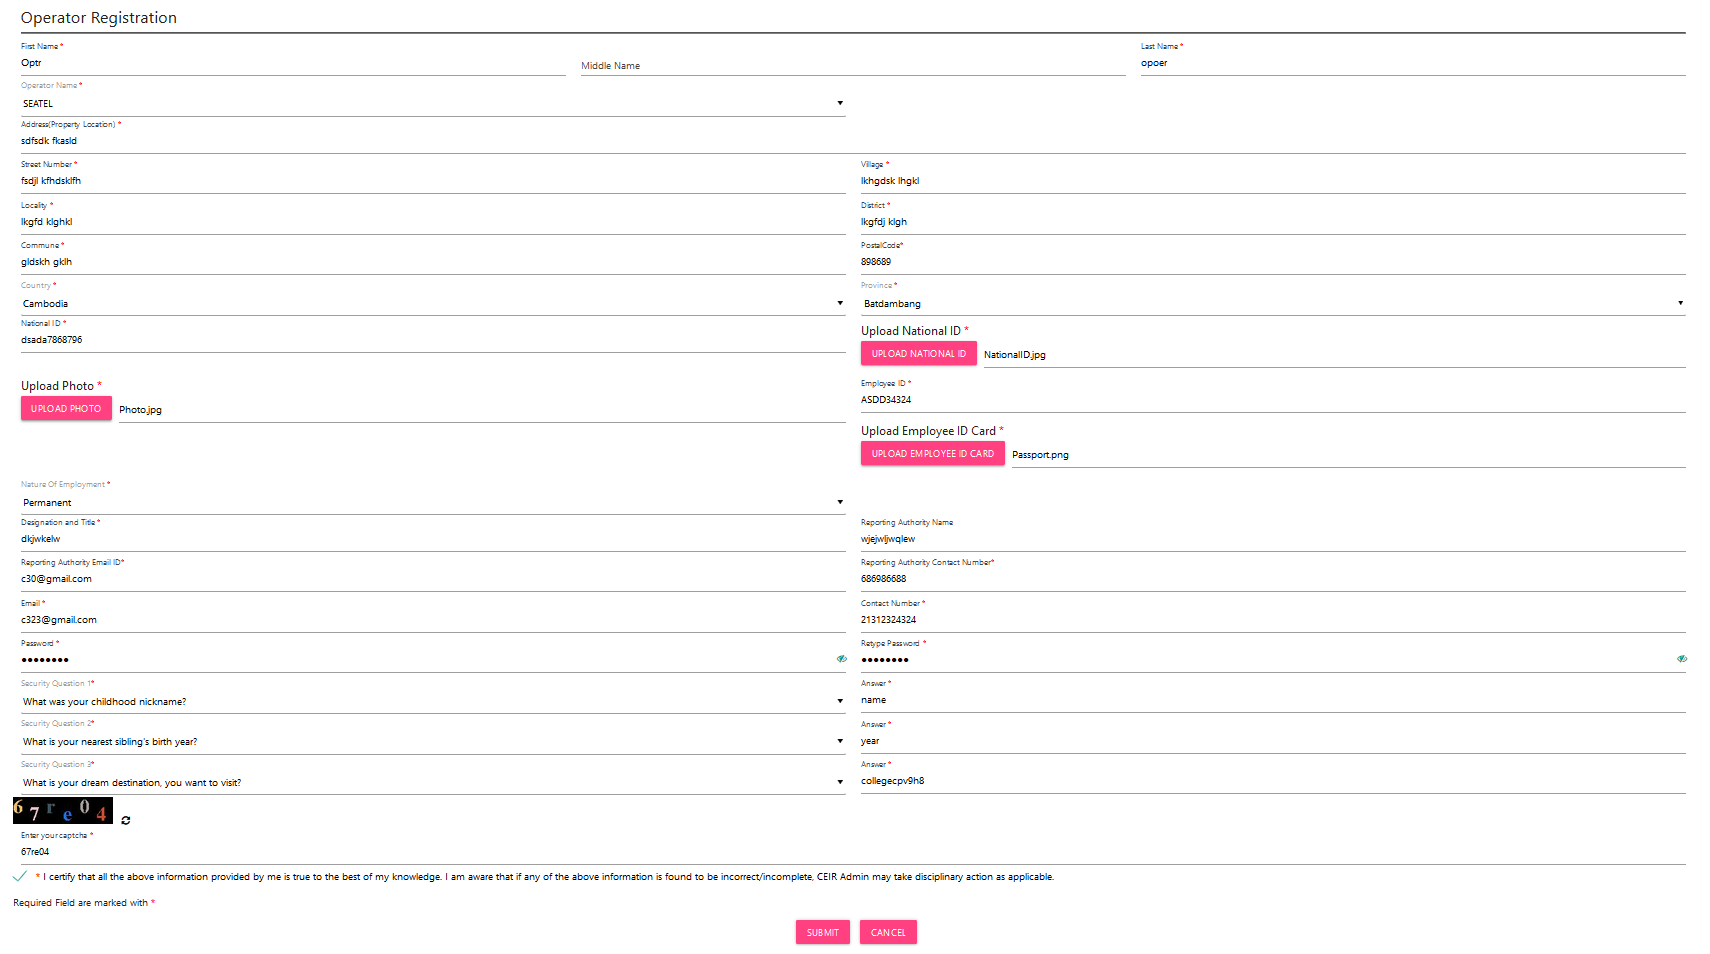 Operator Registration
First Name *
Optr
Middle Name
Last Name *
opoer
Operator Name *
SEATEL
Address(Property Location) *
sdfsdk fkasld
Street Number *
fsdjl kfhdsklfh
Village *
lkhgdsk lhgkl
Locality *
lkgfd klghkl
District *
lkgfdj klgh
Commune *
gldskh gklh
PostalCode*
898689
Country *
Cambodia
Province *
Batdambang
National ID *
dsada7868796
Upload National ID *
UPLOAD NATIONAL ID NationalID.jpg
Upload Photo *
UPLOAD PHOTO Photo.jpg
Employee ID *
ASDD34324
Upload Employee ID Card *
UPLOAD EMPLOYEE ID CARD Passport.png
Nature Of Employment *
Permanent
Designation and Title *
dkjwkelw
Reporting Authority Name
wjejwljwqlew
Reporting Authority Email ID*
c30@gmail.com
Reporting Authority Contact Number*
686986688
Email *
c323@gmail.com
Contact Number *
21312324324
Password *
••••••••
Retype Password *
••••••••
Security Question 1*
What was your childhood nickname?
Answer *
name
Security Question 2*
What is your nearest sibling's birth year?
Answer *
year
Security Question 3*
What is your dream destination, you want to visit?
Answer *
collegecpv9h8
67re04
Enter your captcha *
67re04
* I certify that all the above information provided by me is true to the best of my knowledge. I am aware that if any of the above information is found to be incorrect/incomplete, CEIR Admin may take disciplinary action as applicable.
Required Field are marked with *
SUBMIT CANCEL